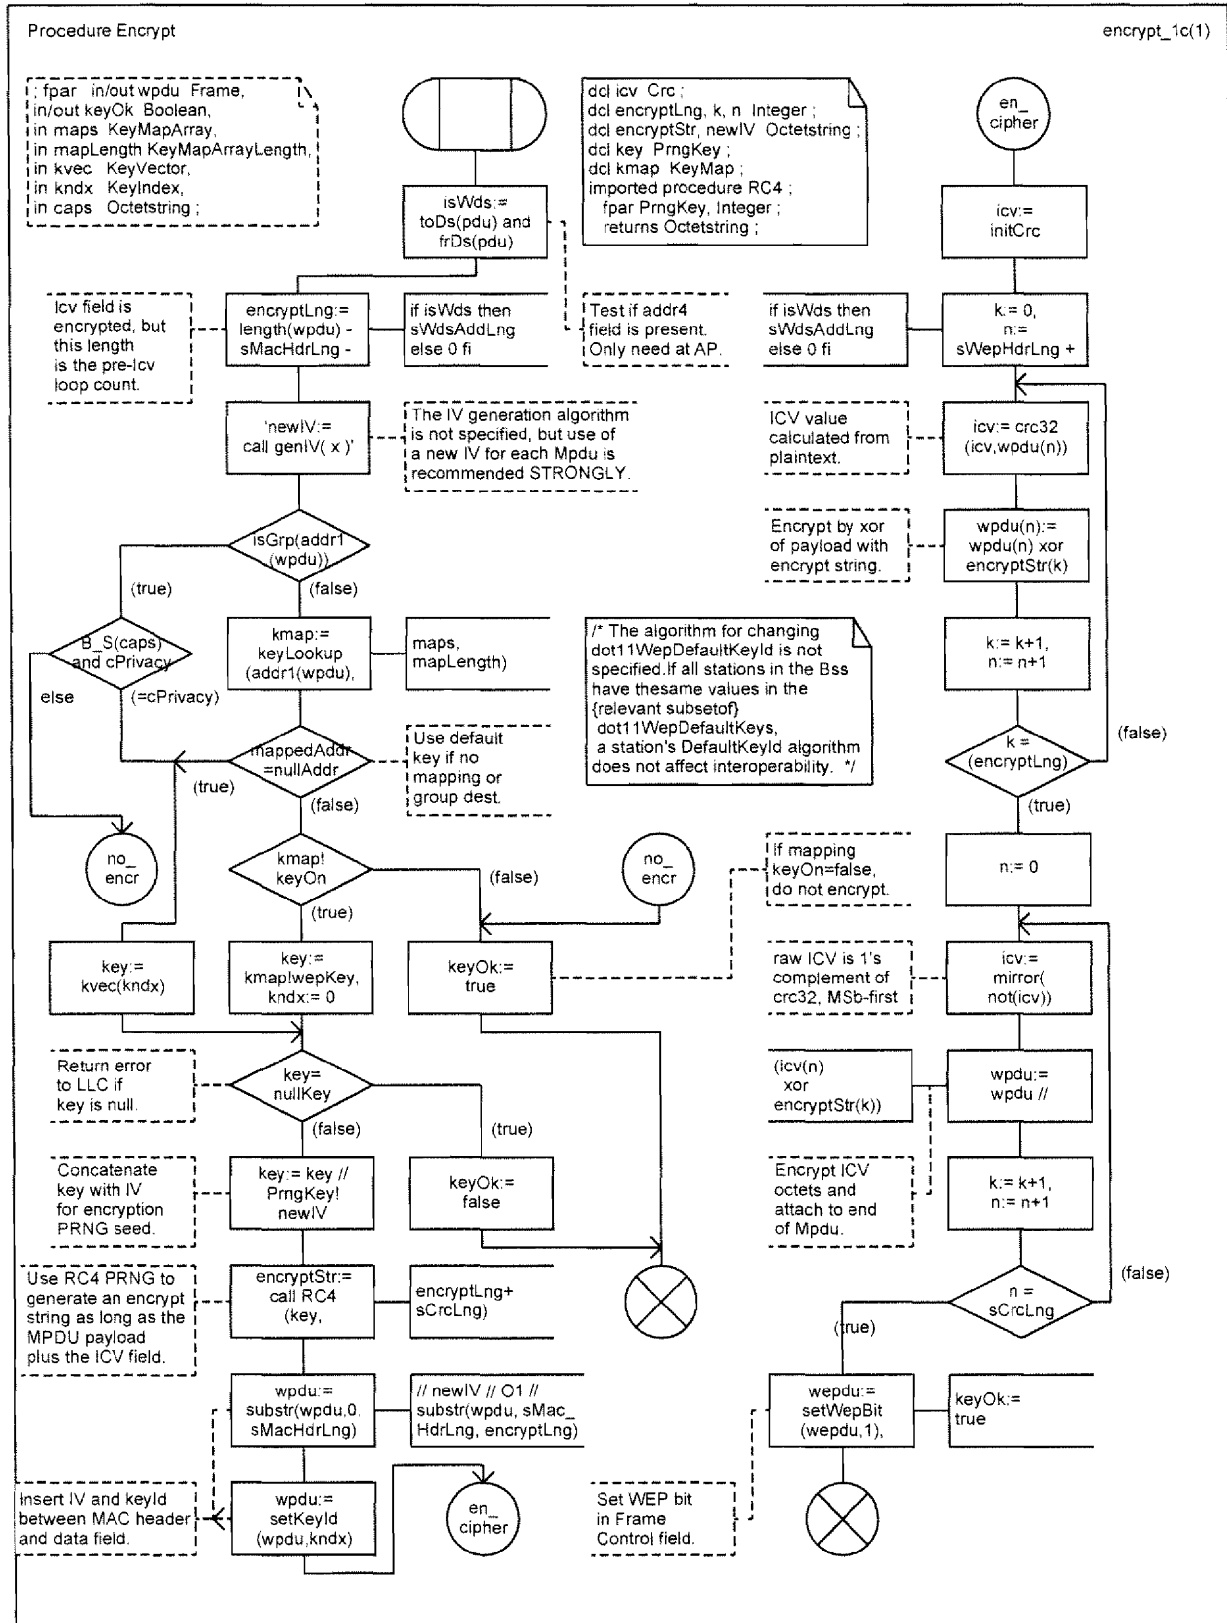 Procedure Encrypt
encrypt_1c(1)
; fpar in/out wpdu Frame,
in/out keyOk Boolean,
in maps KeyMapArray,
in mapLength KeyMapArrayLength,
in kvec KeyVector,
in kndx KeyIndex,
in caps Octetstring ;
dcl icv Crc ;
dcl encryptLng, k, n Integer ;
dcl encryptStr, newIV Octetstring ;
dcl key PrngKey ;
dcl kmap KeyMap ;
imported procedure RC4 ;
fpar PrngKey, Integer ;
returns Octetstring ;
isWds:=
toDs(pdu) and
frDs(pdu)
Icv field is
encrypted, but
this length
is the pre-Icv
loop count.
encryptLng:=
length(wpdu) -
sMacHdrLng -
if isWds then
sWdsAddLng
else 0 fi
Test if addr4
field is present.
Only need at AP.
'newIV:=
call genIV( x )'
The IV generation algorithm
is not specified, but use of
a new IV for each Mpdu is
recommended STRONGLY.
isGrp(addr1
(wpdu))
(true)
(false)
B_S(caps)
and cPrivacy
else
(=cPrivacy)
kmap:=
keyLookup
(addr1(wpdu),
maps,
mapLength)
/* The algorithm for changing
dot11WepDefaultKeyId is not
specified.If all stations in the Bss
have thesame values in the
{relevant subsetof}
dot11WepDefaultKeys,
a station's DefaultKeyId algorithm
does not affect interoperability. */
mappedAddr
=nullAddr
(true)
(false)
Use default
key if no
mapping or
group dest.
no_
encr
kmap!
keyOn
(false)
(true)
no_
encr
If mapping
keyOn=false,
do not encrypt.
key:=
kvec(kndx)
key:=
kmap!wepKey,
kndx:= 0
keyOk:=
true
Return error
to LLC if
key is null.
key=
nullKey
(false)
(true)
Concatenate
key with IV
for encryption
PRNG seed.
key:= key //
PrngKey!
newIV
keyOk:=
false
Use RC4 PRNG to
generate an encrypt
string as long as the
MPDU payload
plus the ICV field.
encryptStr:=
call RC4
(key,
encryptLng+
sCrcLng)
wpdu:=
substr(wpdu,0,
sMacHdrLng)
// newIV // O1 //
substr(wpdu, sMac_
HdrLng, encryptLng)
Insert IV and keyId
between MAC header
and data field.
wpdu:=
setKeyId
(wpdu,kndx)
en_
cipher
en_
cipher
icv:=
initCrc
if isWds then
sWdsAddLng
else 0 fi
k:= 0,
n:=
sWepHdrLng +
ICV value
calculated from
plaintext.
icv:= crc32
(icv,wpdu(n))
Encrypt by xor
of payload with
encrypt string.
wpdu(n):=
wpdu(n) xor
encryptStr(k)
k:= k+1,
n:= n+1
k =
(encryptLng)
(false)
(true)
n:= 0
raw ICV is 1's
complement of
crc32, MSb-first
icv:=
mirror(
not(icv))
(icv(n)
xor
encryptStr(k))
wpdu:=
wpdu //
Encrypt ICV
octets and
attach to end
of Mpdu.
k:= k+1,
n:= n+1
n =
sCrcLng
(false)
(true)
wepdu:=
setWepBit
(wepdu,1),
keyOk:=
true
Set WEP bit
in Frame
Control field.